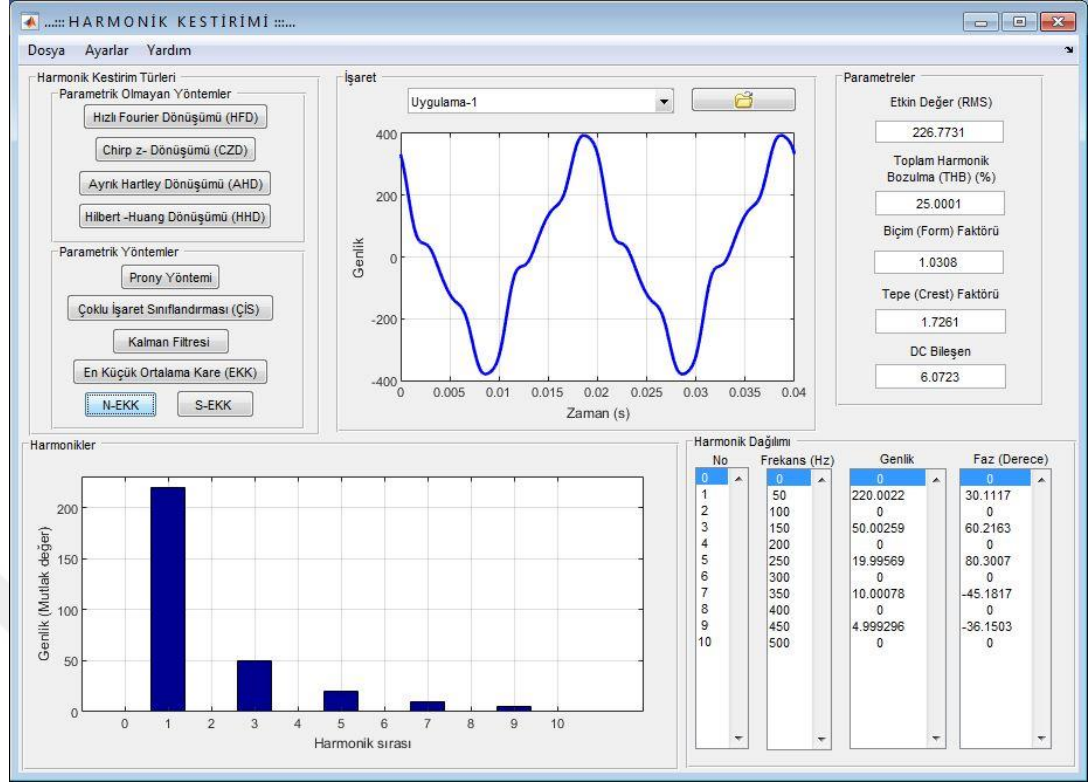 ...::: HARMONİK KESTİRİMİ :::...
Dosya Ayarlar Yardım
Harmonik Kestirim Türleri
Parametrik Olmayan Yöntemler
Hızlı Fourier Dönüşümü (HFD)
Chirp z- Dönüşümü (CZD)
Ayrık Hartley Dönüşümü (AHD)
Hilbert -Huang Dönüşümü (HHD)
Parametrik Yöntemler
Prony Yöntemi
Çoklu İşaret Sınıflandırması (ÇİS)
Kalman Filtresi
En Küçük Ortalama Kare (EKK)
N-EKK S-EKK
İşaret
Uygulama-1
400
200
0
-200
-400
Genlik
0 0.005 0.01 0.015 0.02 0.025 0.03 0.035 0.04
Zaman (s)
Parametreler
Etkin Değer (RMS)
226.7731
Toplam Harmonik
Bozulma (THB) (%)
25.0001
Biçim (Form) Faktörü
1.0308
Tepe (Crest) Faktörü
1.7261
DC Bileşen
6.0723
Harmonikler
200
150
100
50
0
Genlik (Mutlak değer)
0 1 2 3 4 5 6 7 8 9 10
Harmonik sırası
Harmonik Dağılımı
No Frekans (Hz) Genlik Faz (Derece)
0 0 0 0
1 50 220.0022 30.1117
2 100 0 0
3 150 50.00259 60.2163
4 200 0 0
5 250 19.99569 80.3007
6 300 0 0
7 350 10.00078 -45.1817
8 400 0 0
9 450 4.999296 -36.1503
10 500 0 0